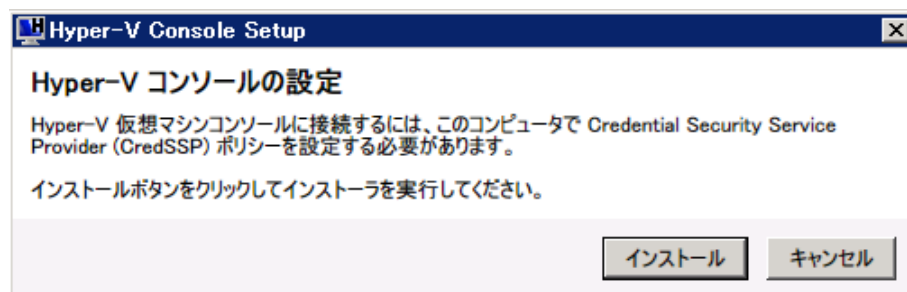 Hyper-V Console Setup
Hyper-V コンソールの設定
Hyper-V 仮想マシンコンソールに接続するには、このコンピュータで Credential Security Service
Provider (CredSSP) ポリシーを設定する必要があります。
インストールボタンをクリックしてインストーラを実行してください。
インストール
キャンセル